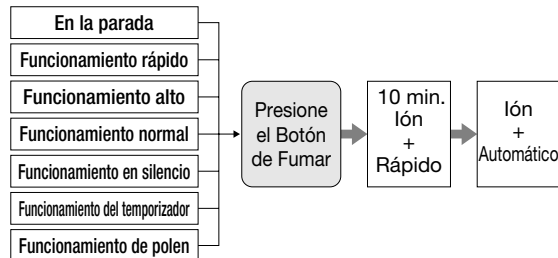 En la parada
Funcionamiento rápido
Funcionamiento alto
Funcionamiento normal
Funcionamiento en silencio
Funcionamiento del temporizador
Funcionamiento de polen
Presione
el Botón
de Fumar
10 min.
Ión
+
Rápido
Ión
+
Automático